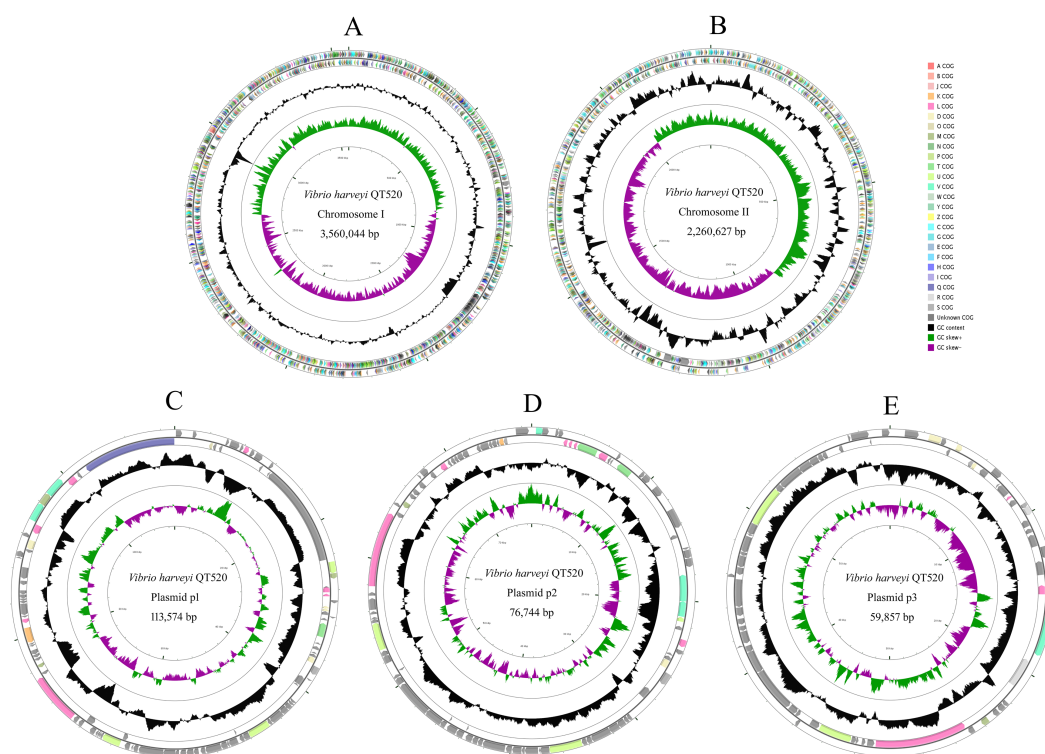 A
B
Vibrio harveyi QT520
Chromosome I
3,560,044 bp
Vibrio harveyi QT520
Chromosome II
2,260,627 bp
A COG
B COG
J COG
K COG
L COG
D COG
O COG
M COG
N COG
P COG
T COG
U COG
V COG
W COG
Y COG
Z COG
C COG
G COG
E COG
F COG
H COG
I COG
Q COG
R COG
S COG
Unknown COG
GC content
GC skew+
GC skew-
C
D
E
Vibrio harveyi QT520
Plasmid p1
113,574 bp
Vibrio harveyi QT520
Plasmid p2
76,744 bp
Vibrio harveyi QT520
Plasmid p3
59,857 bp